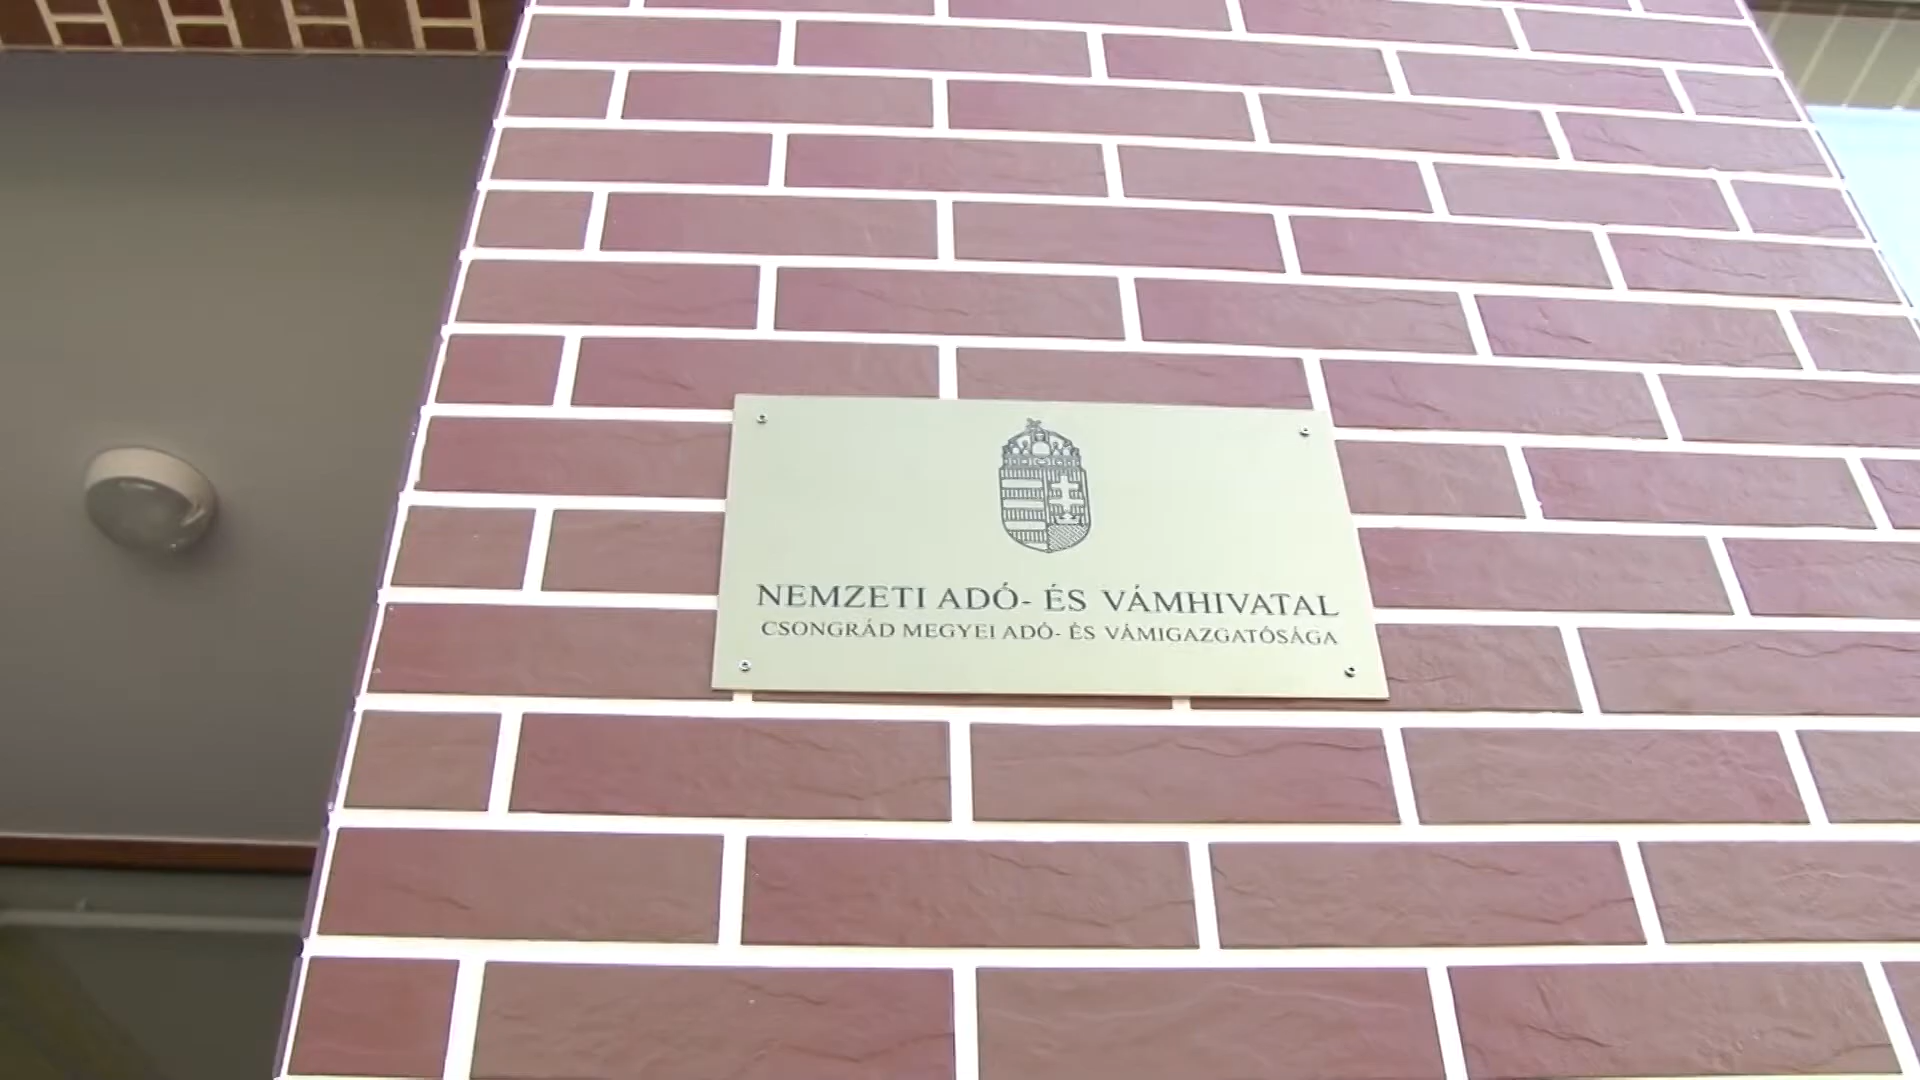 NEMZETI ADÓ- ÉS VÁMHIVATAL
CSONGRÁD MEGYEI ADÓ- ÉS VÁMIGAZGATÓSÁGA